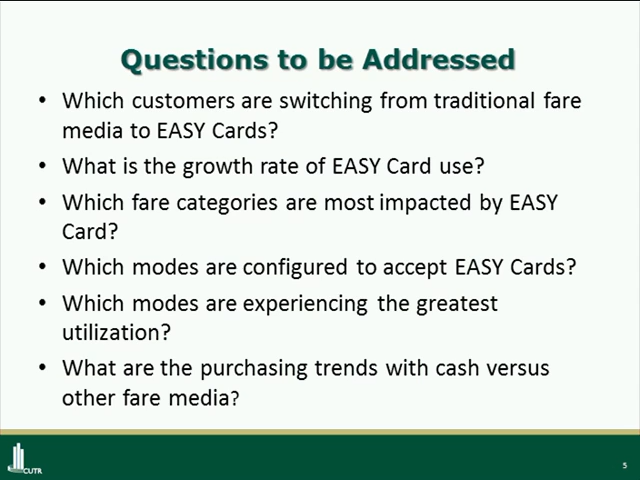 Questions to be Addressed
• Which customers are switching from traditional fare
media to EASY Cards?
• What is the growth rate of EASY Card use?
• Which fare categories are most impacted by EASY
Card?
• Which modes are configured to accept EASY Cards?
• Which modes are experiencing the greatest
utilization?
• What are the purchasing trends with cash versus
other fare media?
CUTR
5